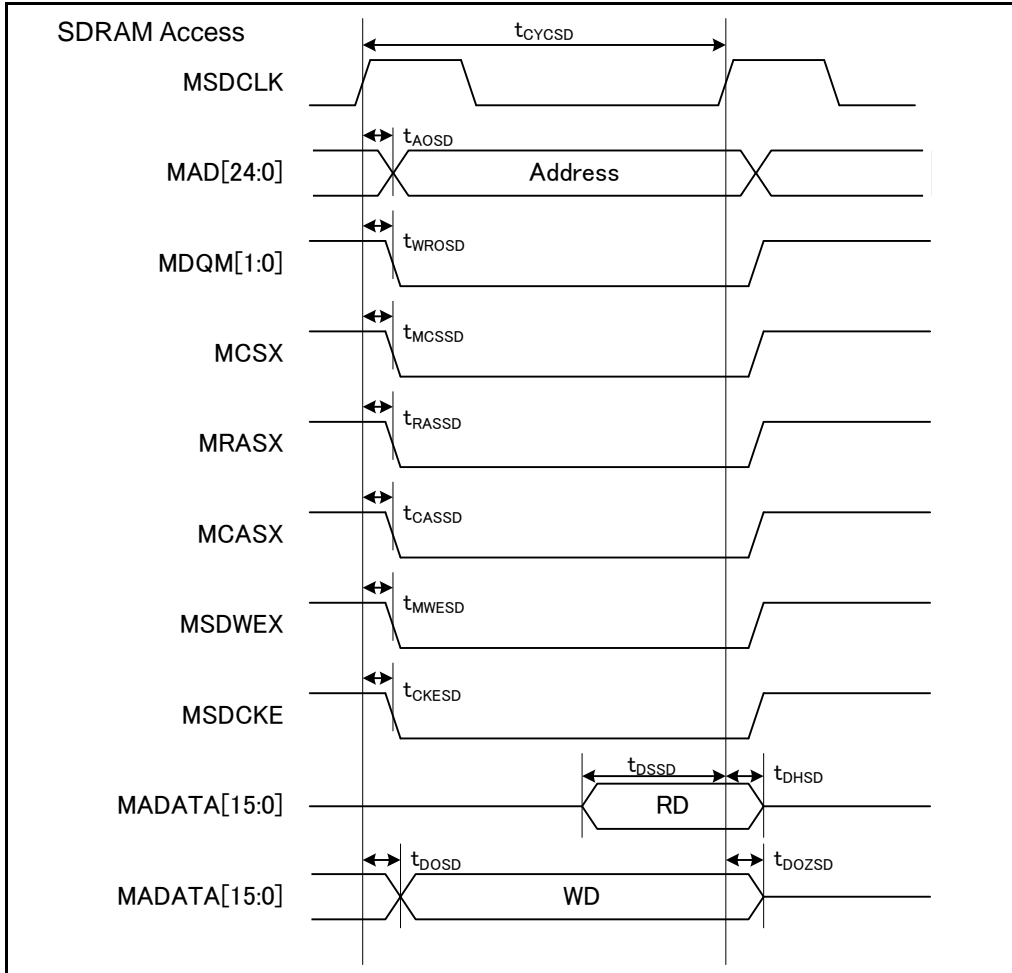 SDRAM Access
tCYCSD
MSDCLK
tAOSD
MAD[24:0]
Address
tWROSD
MDQM[1:0]
tMCSSD
MCSX
tRASSD
MRASX
tCASSD
MCASX
tMWESD
MSDWEX
tCKESD
MSDCKE
tDSSD
tDHSD
MADATA[15:0]
RD
tDOSD
tDOZSD
MADATA[15:0]
WD